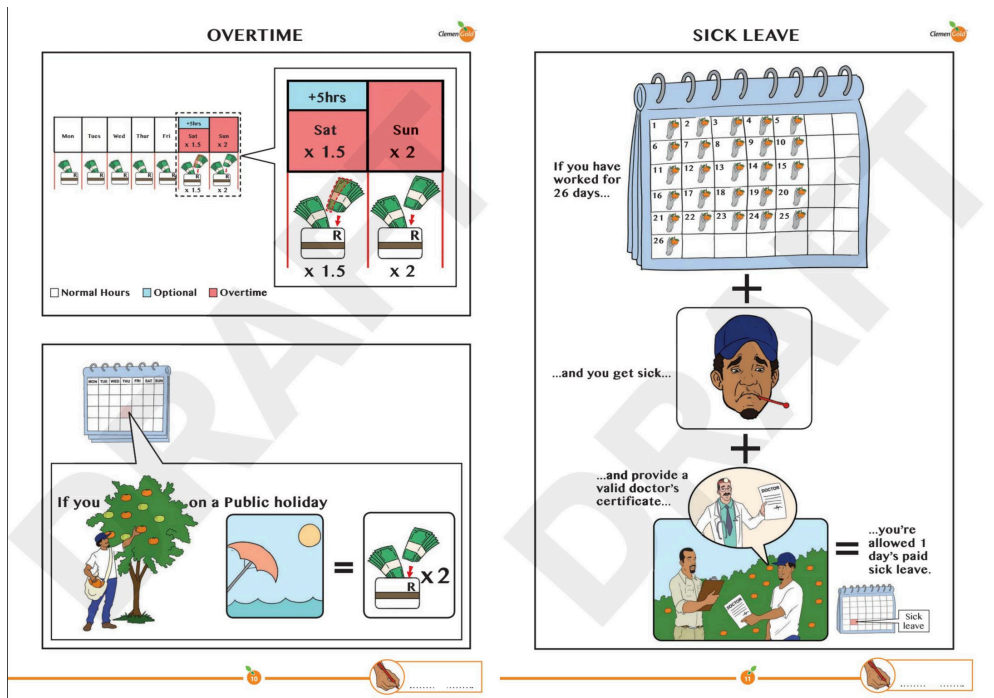 OVERTIME
Clemen Gold
+5hrs
Mon Tues Wed Thur Fri Sat Sun
x 1.5 x 2
R R R R R R R
x 1.5 x 2
+5hrs
Sat Sun
x 1.5 x 2
R R
x 1.5 x 2
Normal Hours Optional Overtime
MON TUE WED THU FRI SAT SUN
If you on a Public holiday
=
R
x2
10
SICK LEAVE
Clemen Gold
If you have
worked for
26 days...
1 2 3 4 5
6 7 8 9 10
11 12 13 14 15
16 17 18 19 20
21 22 23 24 25
26
+
...and you get sick...
+
...and provide a
valid doctor's
certificate...
DOCTOR
DOCTOR
=
...you're
allowed 1
day's paid
sick leave.
Sick
leave
11
DRAFT
DRAFT